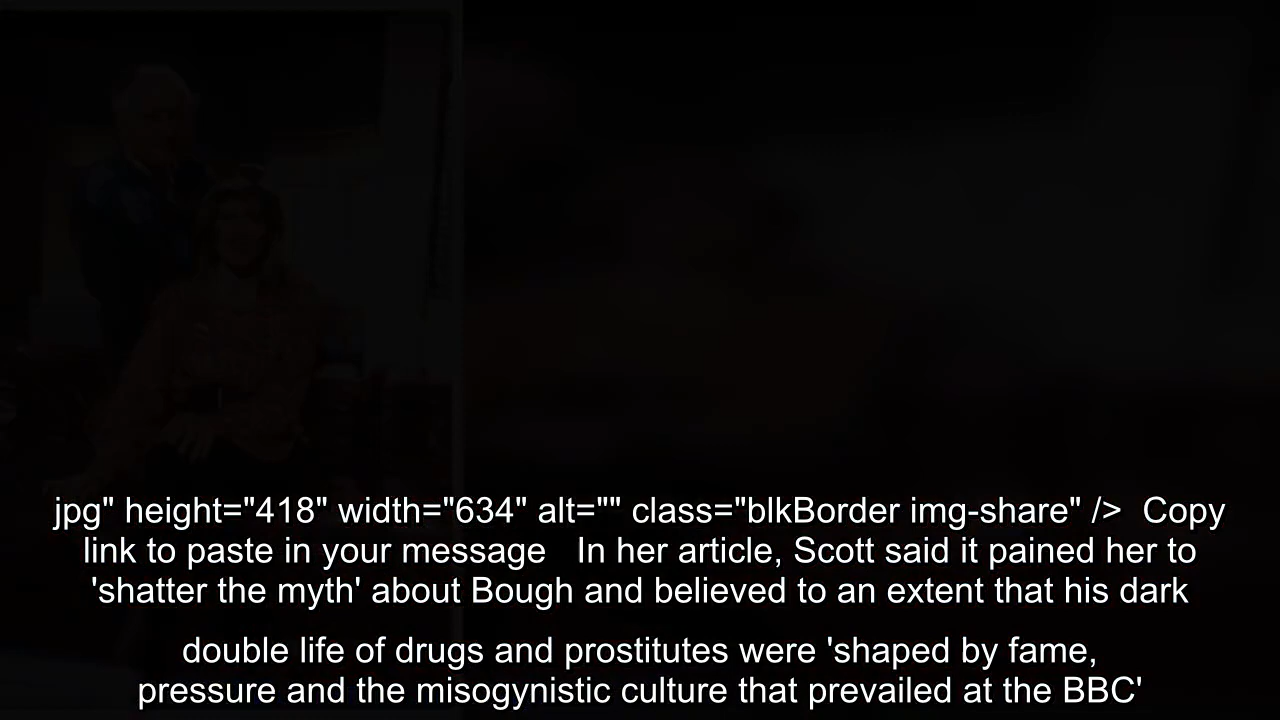 jpg" height="418" width="634" alt="" class="blkBorder img-share" />  Copy
link to paste in your message   In her article, Scott said it pained her to
'shatter the myth' about Bough and believed to an extent that his dark
double life of drugs and prostitutes were 'shaped by fame,
pressure and the misogynistic culture that prevailed at the BBC'